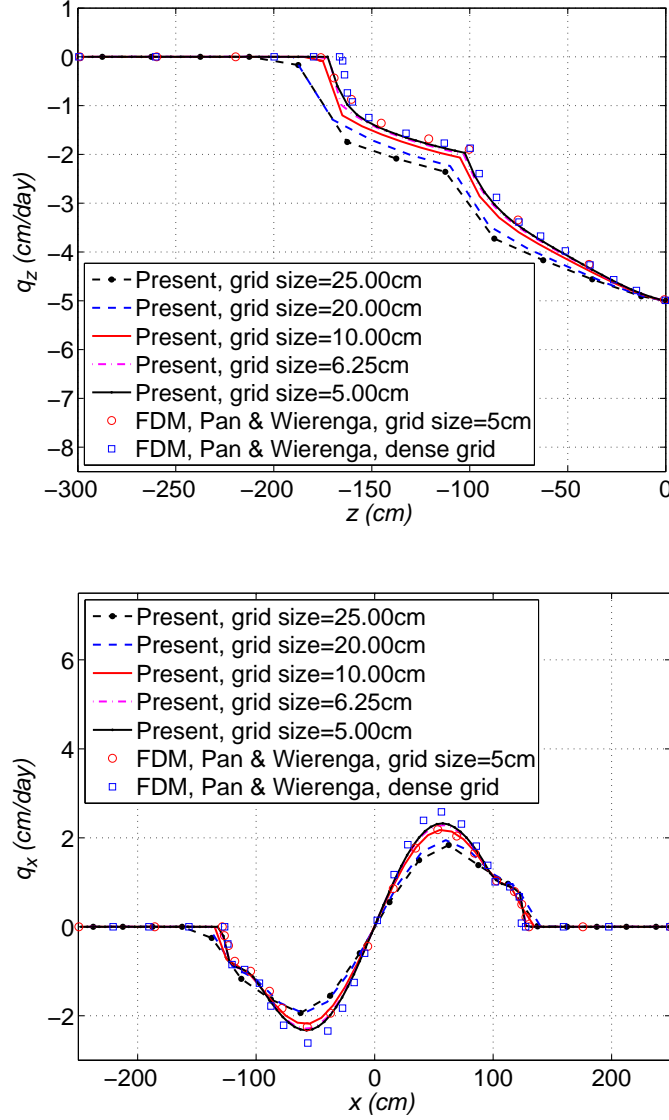 1
0
−1
−2
−3
−4
−5
−6
−7
−8
q_z (cm/day)
Present, grid size=25.00cm
Present, grid size=20.00cm
Present, grid size=10.00cm
Present, grid size=6.25cm
Present, grid size=5.00cm
FDM, Pan & Wierenga, grid size=5cm
FDM, Pan & Wierenga, dense grid
−300 −250 −200 −150 −100 −50 0
z (cm)
6
4
2
0
−2
q_x (cm/day)
Present, grid size=25.00cm
Present, grid size=20.00cm
Present, grid size=10.00cm
Present, grid size=6.25cm
Present, grid size=5.00cm
FDM, Pan & Wierenga, grid size=5cm
FDM, Pan & Wierenga, dense grid
−200 −100 0 100 200
x (cm)